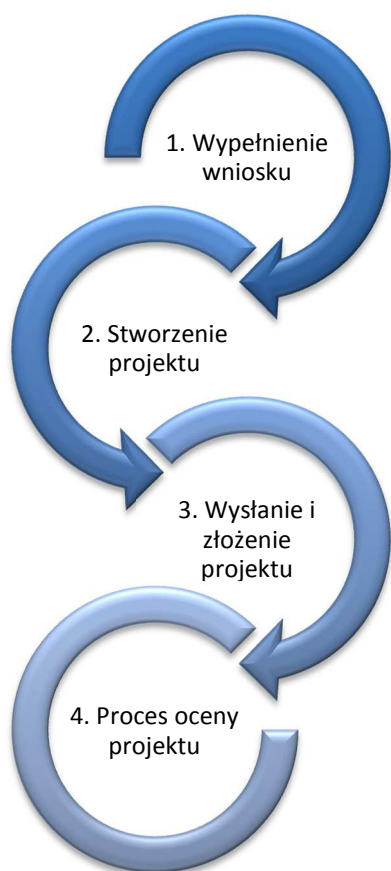 1. Wypełnienie
wniosku
2. Stworzenie
projektu
3. Wysłanie i
złożenie
projektu
4. Proces oceny
projektu